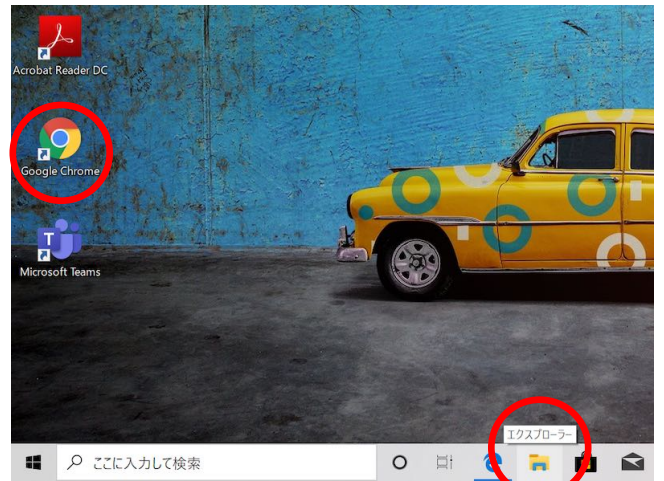 Acrobat Reader DC
Google Chrome
T
Microsoft Teams
エクスプローラー
ここに入力して検索